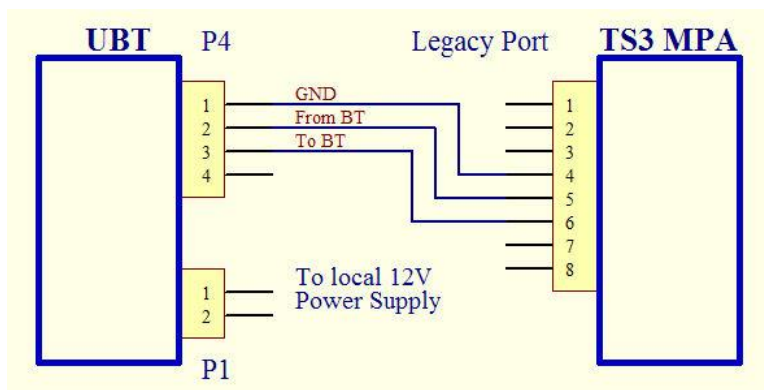 UBT
P4
Legacy Port
TS3 MPA
1
GND
2
From BT
3
To BT
4
1
2
3
4
5
6
7
8
1
2
To local 12V
Power Supply
P1